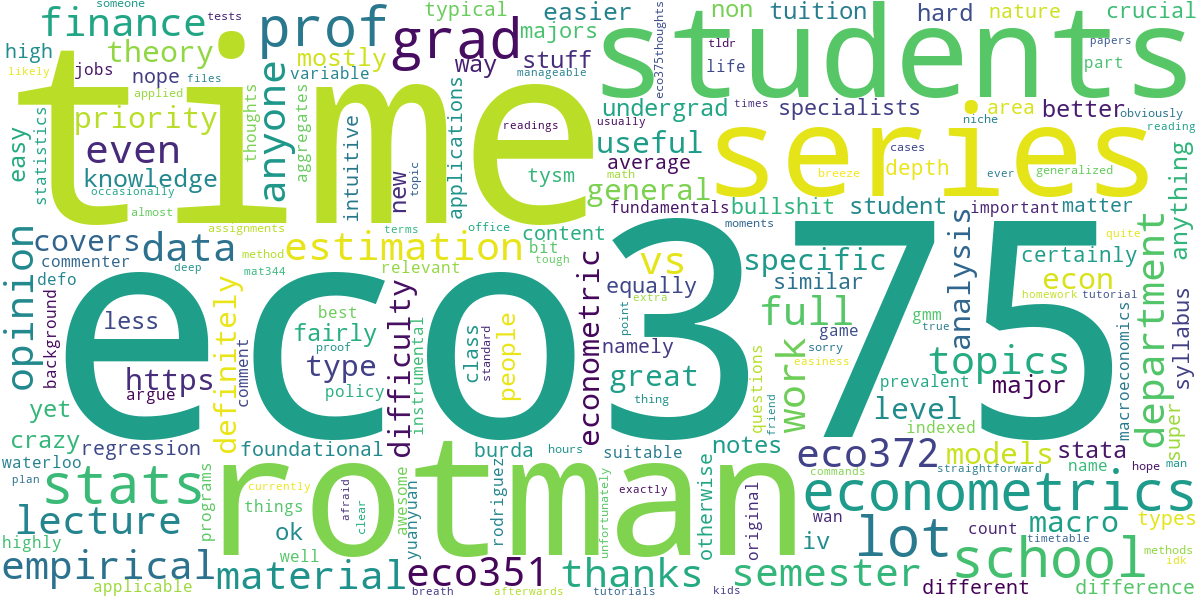 someone
tests
typical
easier
non
tuition
hard
nature
crucial
finance
prof
grad
majors
students
high
theory
jobs
mostly
way
stuff
tldr
papers
likely
nope
files
variable
manageable
life
part
eco375thoughts
time
applied
anyone
undergrad
times
specialists
area
better
obviously
easy
priority
thoughts
aggregates
applications
readings
usually
useful
series
niche
reading
statistics
even
intuitive
average
cases
depth
ever
generalized
anything
knowledge
new
topic
tysm
math
breeze
occasionally
general
almost
fundamentals
bullshit
student
important
matter
assignments
terms
office
content
moments
quite
opinion
covers
data
estimation
method
bit
commenter
mat344
deep
relevant
tough
vs
specific
analysis
certainly
department
defo
eco375
equally
similar
econ
background
definitely
best
difficulty
econometric
extra
full
gmm
homework
tutorial
less
fairly
proof
class
standard
people
point
namely
game
true
macroeconomics
syllabus
https
type
comment
instrumental
sorry
topics
argue
policy
great
thing
questions
easiness
work
prevalent
major
yet
friend
level
indexed
super
crazy
regression
foundational
burda
hours
suitable
notes
eco372
models
stata
waterloo
straightforward
name
hope
man
plan
stats
programs
rotman
currently
things
afraid
clear
awesome
yuanyuan
rodriguez
exactly
unfortunately
otherwise
original
commands
econometrics
lecture
ok
wan
count
macro
types
highly
well
iv
lot
timetable
methods
idk
empirical
material
eco351
thanks
semester
school
applicable
breath
afterwards
tutorials
kids
different
difference